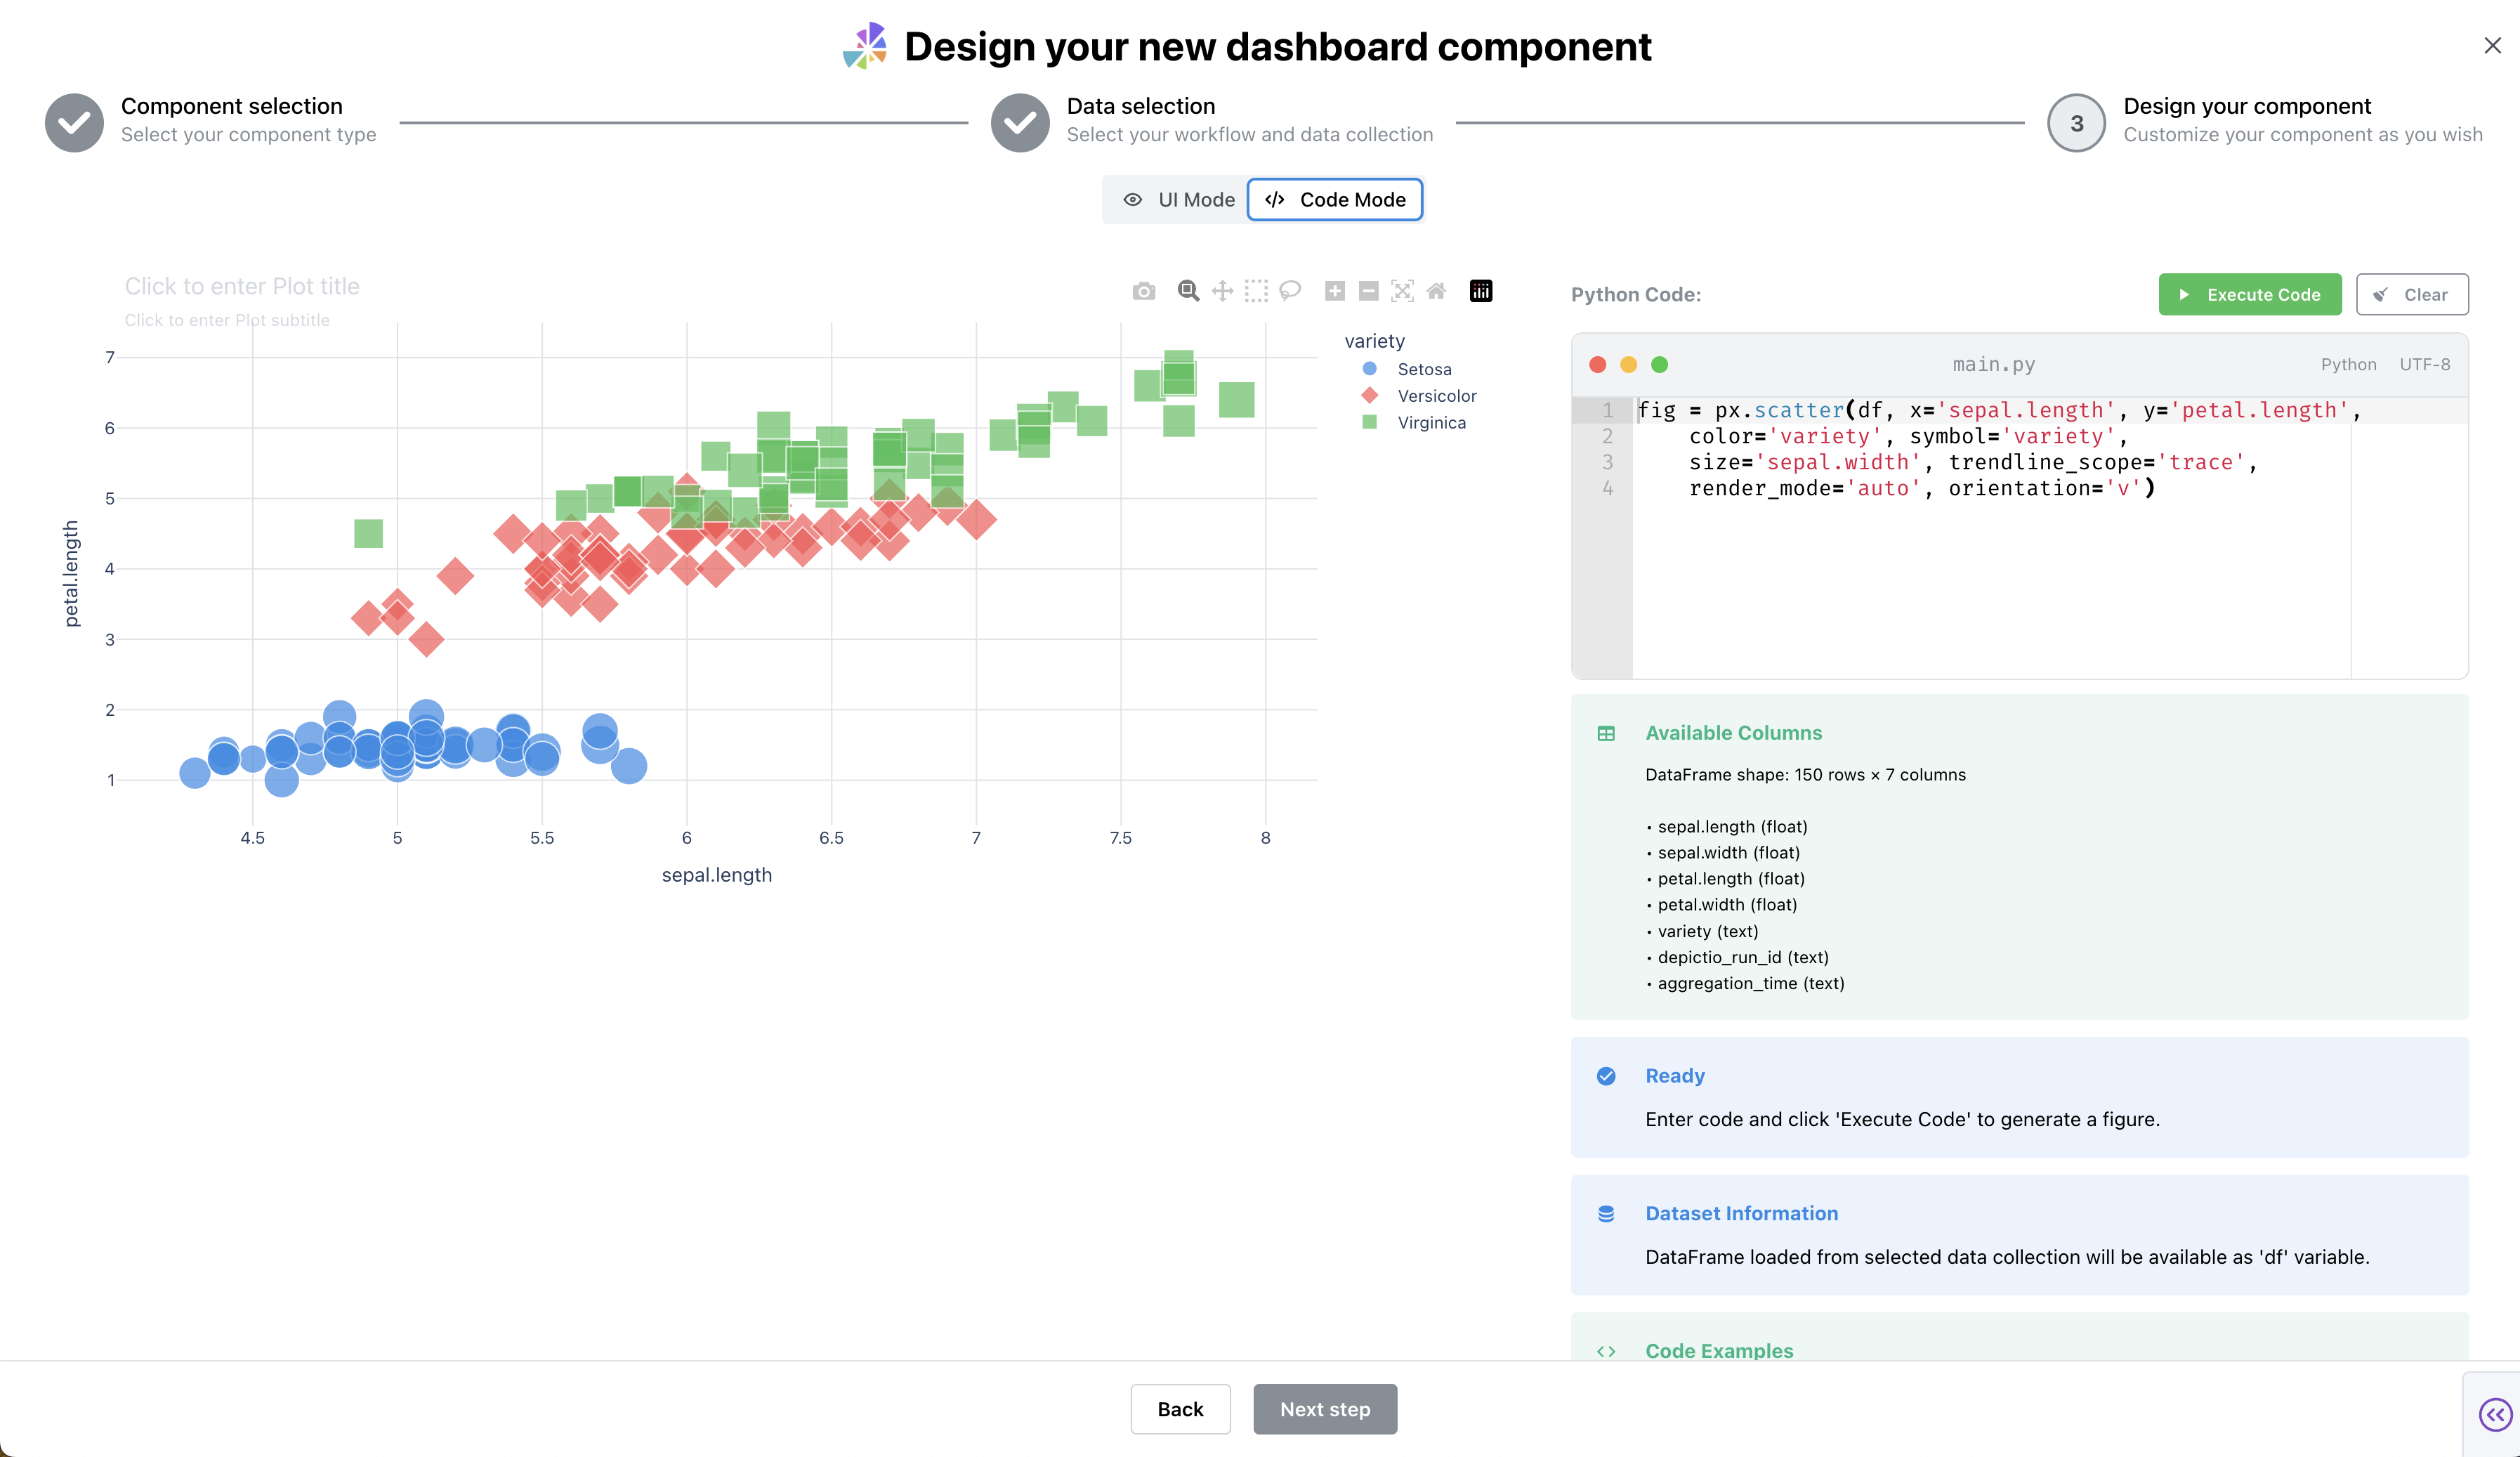 Design your new dashboard component
Component selection
Select your component type
Data selection
Select your workflow and data collection
3
Design your component
Customize your component as you wish
UI Mode
Code Mode
Click to enter Plot title
Click to enter Plot subtitle
7
6
5
4
3
2
1
petal.length
4.5
5
5.5
6
6.5
7
7.5
8
sepal.length
variety
Setosa
Versicolor
Virginica
Python Code:
Execute Code
Clear
main.py
Python
UTF-8
1 fig = px.scatter(df, x='sepal.length', y='petal.length',
2 color='variety', symbol='variety',
3 size='sepal.width', trendline_scope='trace',
4 render_mode='auto', orientation='v')
Available Columns
DataFrame shape: 150 rows × 7 columns
• sepal.length (float)
• sepal.width (float)
• petal.length (float)
• petal.width (float)
• variety (text)
• depictio_run_id (text)
• aggregation_time (text)
Ready
Enter code and click 'Execute Code' to generate a figure.
Dataset Information
DataFrame loaded from selected data collection will be available as 'df' variable.
Code Examples
Back
Next step